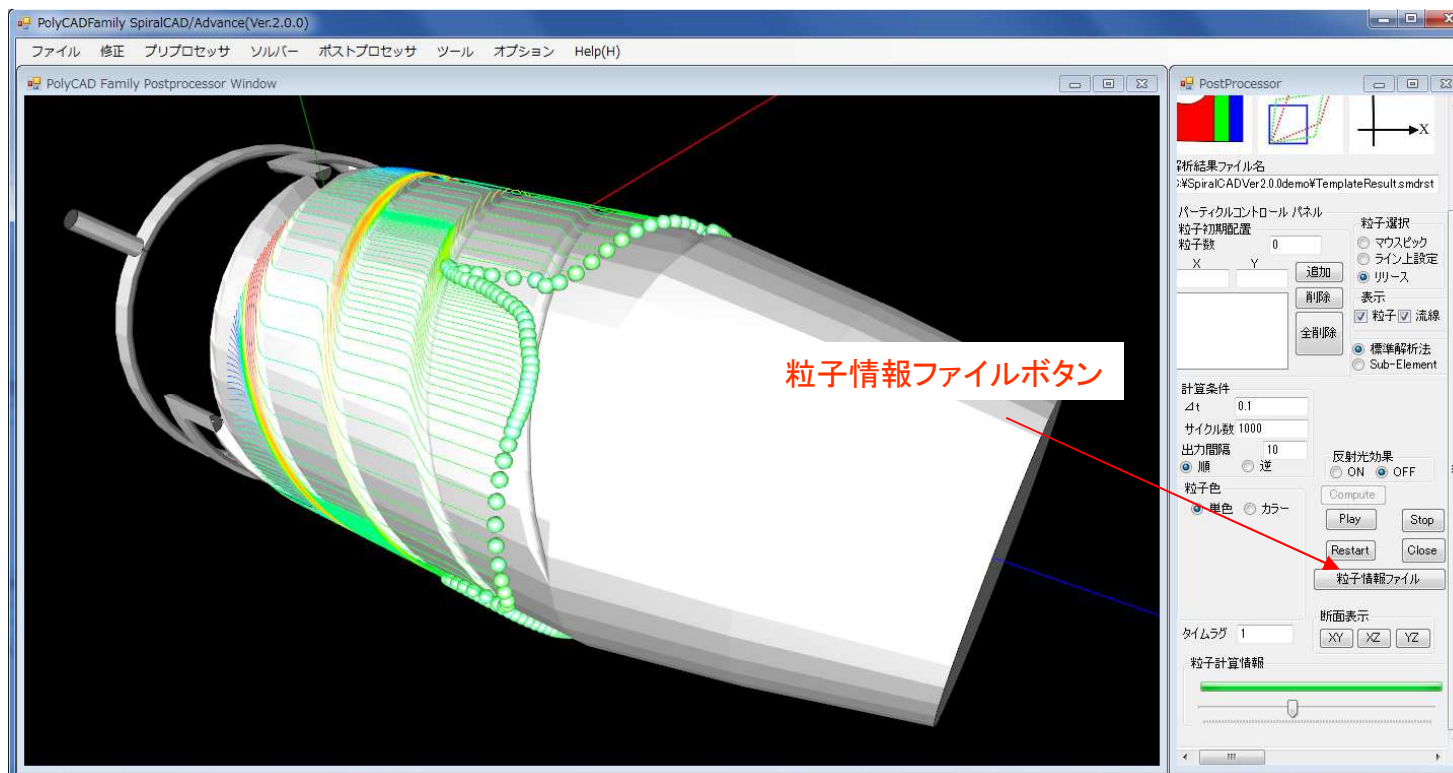 PolyCADFamily SpiralCAD/Advance(Ver.2.0.0)
ファイル 修正 プリプロセッサ ソルバー ポストプロセッサ ツール オプション Help(H)
PolyCAD Family Postprocessor Window
粒子情報ファイルボタン
PostProcessor
X
解析結果ファイル名
:¥SpiralCADVer2.0.0demo¥TemplateResult.smdrst
パーティクルコントロール パネル
粒子初期配置
粒子数 0
X Y
追加
削除
全削除
粒子選択
マウスピック
ライン上設定
リリース
表示
粒子 流線
標準解析法
Sub-Element
計算条件
⊿t 0.1
サイクル数 1000
出力間隔 10
順 逆
反射光効果
ON OFF
粒子色
単色 カラー
Compute
Play Stop
Restart Close
粒子情報ファイル
断面表示
XY XZ YZ
タイムラグ 1
粒子計算情報